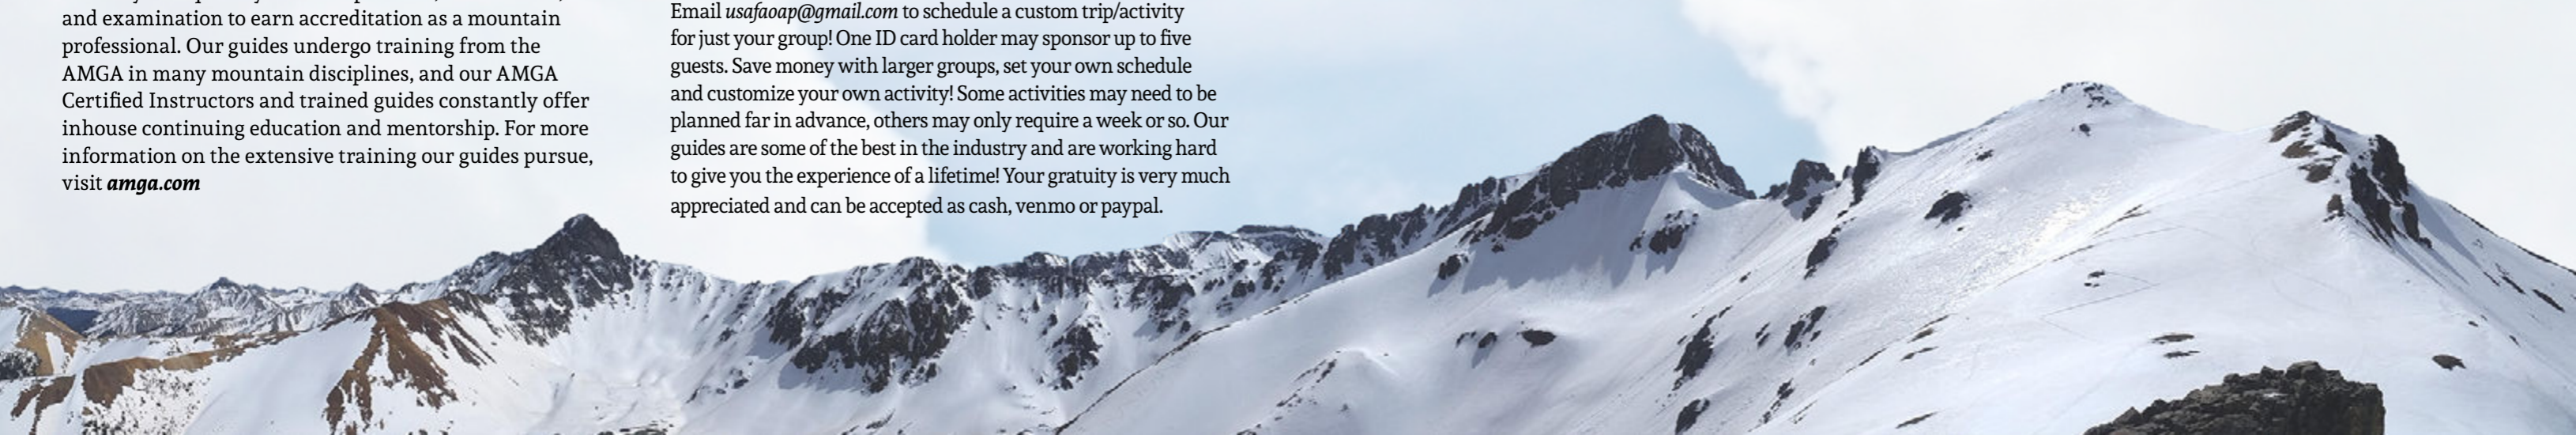 and examination to earn accreditation as a mountain
professional. Our guides undergo training from the
AMGA in many mountain disciplines, and our AMGA
Certified Instructors and trained guides constantly offer
inhouse continuing education and mentorship. For more
information on the extensive training our guides pursue,
visit amga.com
Email usafaoap@gmail.com to schedule a custom trip/activity
for just your group! One ID card holder may sponsor up to five
guests. Save money with larger groups, set your own schedule
and customize your own activity! Some activities may need to be
planned far in advance, others may only require a week or so. Our
guides are some of the best in the industry and are working hard
to give you the experience of a lifetime! Your gratuity is very much
appreciated and can be accepted as cash, venmo or paypal.